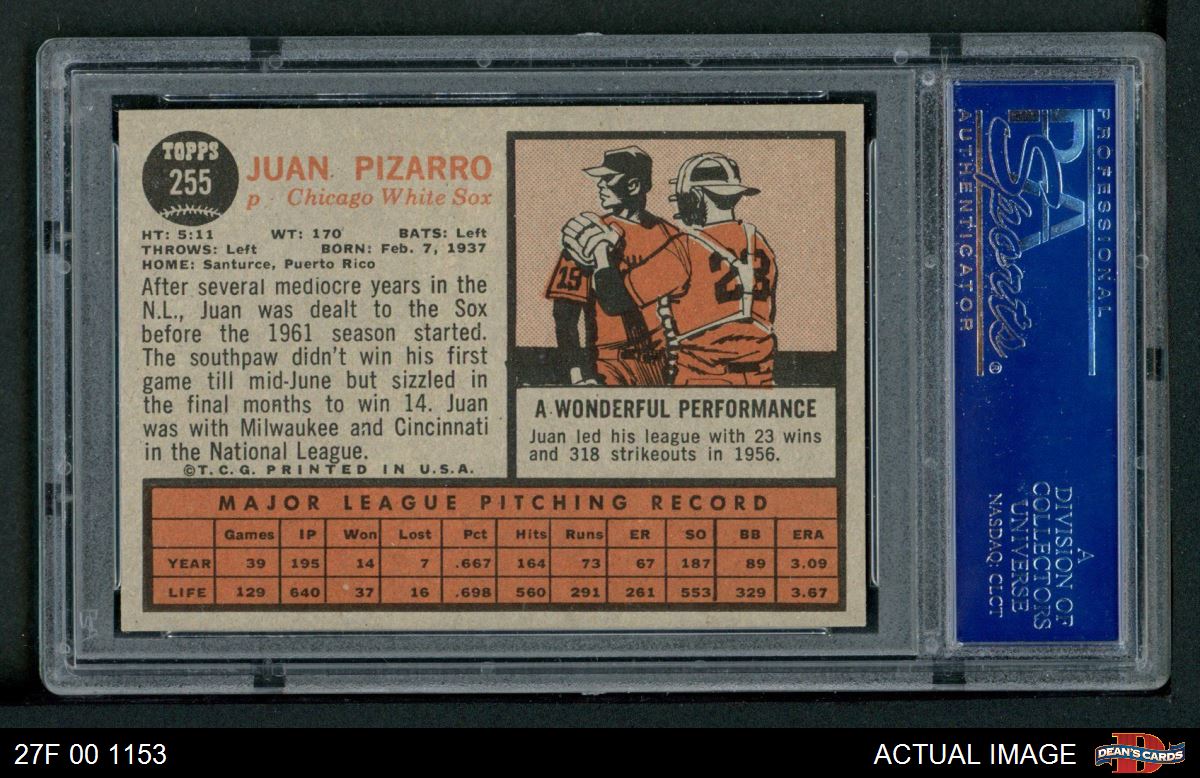 TOPPS
255
JUAN PIZARRO
p - Chicago White Sox
HT: 5:11 WT: 170 BATS: Left
THROWS: Left BORN: Feb. 7, 1937
HOME: Santurce, Puerto Rico
After several mediocre years in the
N.L., Juan was dealt to the Sox
before the 1961 season started.
The southpaw didn't win his first
game till mid-June but sizzled in
the final months to win 14. Juan
was with Milwaukee and Cincinnati
in the National League.
©T.C.G. PRINTED IN U.S.A.
15
23
A WONDERFUL PERFORMANCE
Juan led his league with 23 wins
and 318 strikeouts in 1956.
MAJOR LEAGUE PITCHING RECORD
Games IP Won Lost Pct Hits Runs ER SO BB ERA
YEAR 39 195 14 7 .667 164 73 67 187 89 3.09
LIFE 129 640 37 16 .698 560 291 261 553 329 3.67
PROFESSIONAL
PSA
Sports®
AUTHENTICATOR
A
DIVISION OF
COLLECTORS
UNIVERSE
NASDAQ: CLCT
27F 00 1153
ACTUAL IMAGE
DEAN'S CARDS